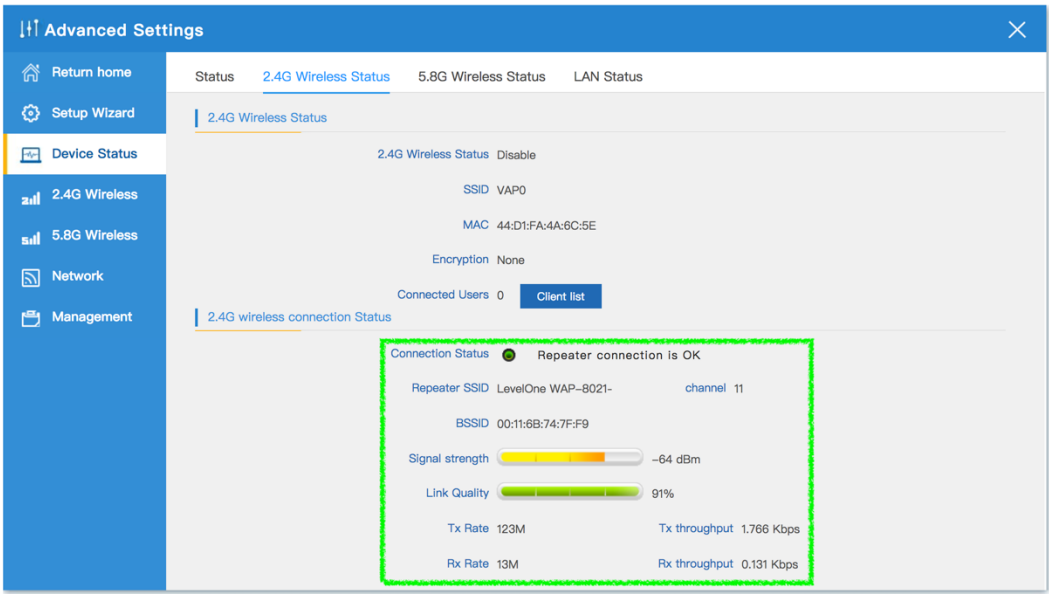 Advanced Settings
Return home
Setup Wizard
Device Status
2.4G Wireless
5.8G Wireless
Network
Management
Status 2.4G Wireless Status 5.8G Wireless Status LAN Status
2.4G Wireless Status
2.4G Wireless Status Disable
SSID VAP0
MAC 44:D1:FA:4A:6C:5E
Encryption None
Connected Users 0 Client list
2.4G wireless connection Status
Connection Status Repeater connection is OK
Repeater SSID LevelOne WAP-8021- channel 11
BSSID 00:11:6B:74:7F:F9
Signal strength -64 dBm
Link Quality 91%
Tx Rate 123M Tx throughput 1.766 Kbps
Rx Rate 13M Rx throughput 0.131 Kbps